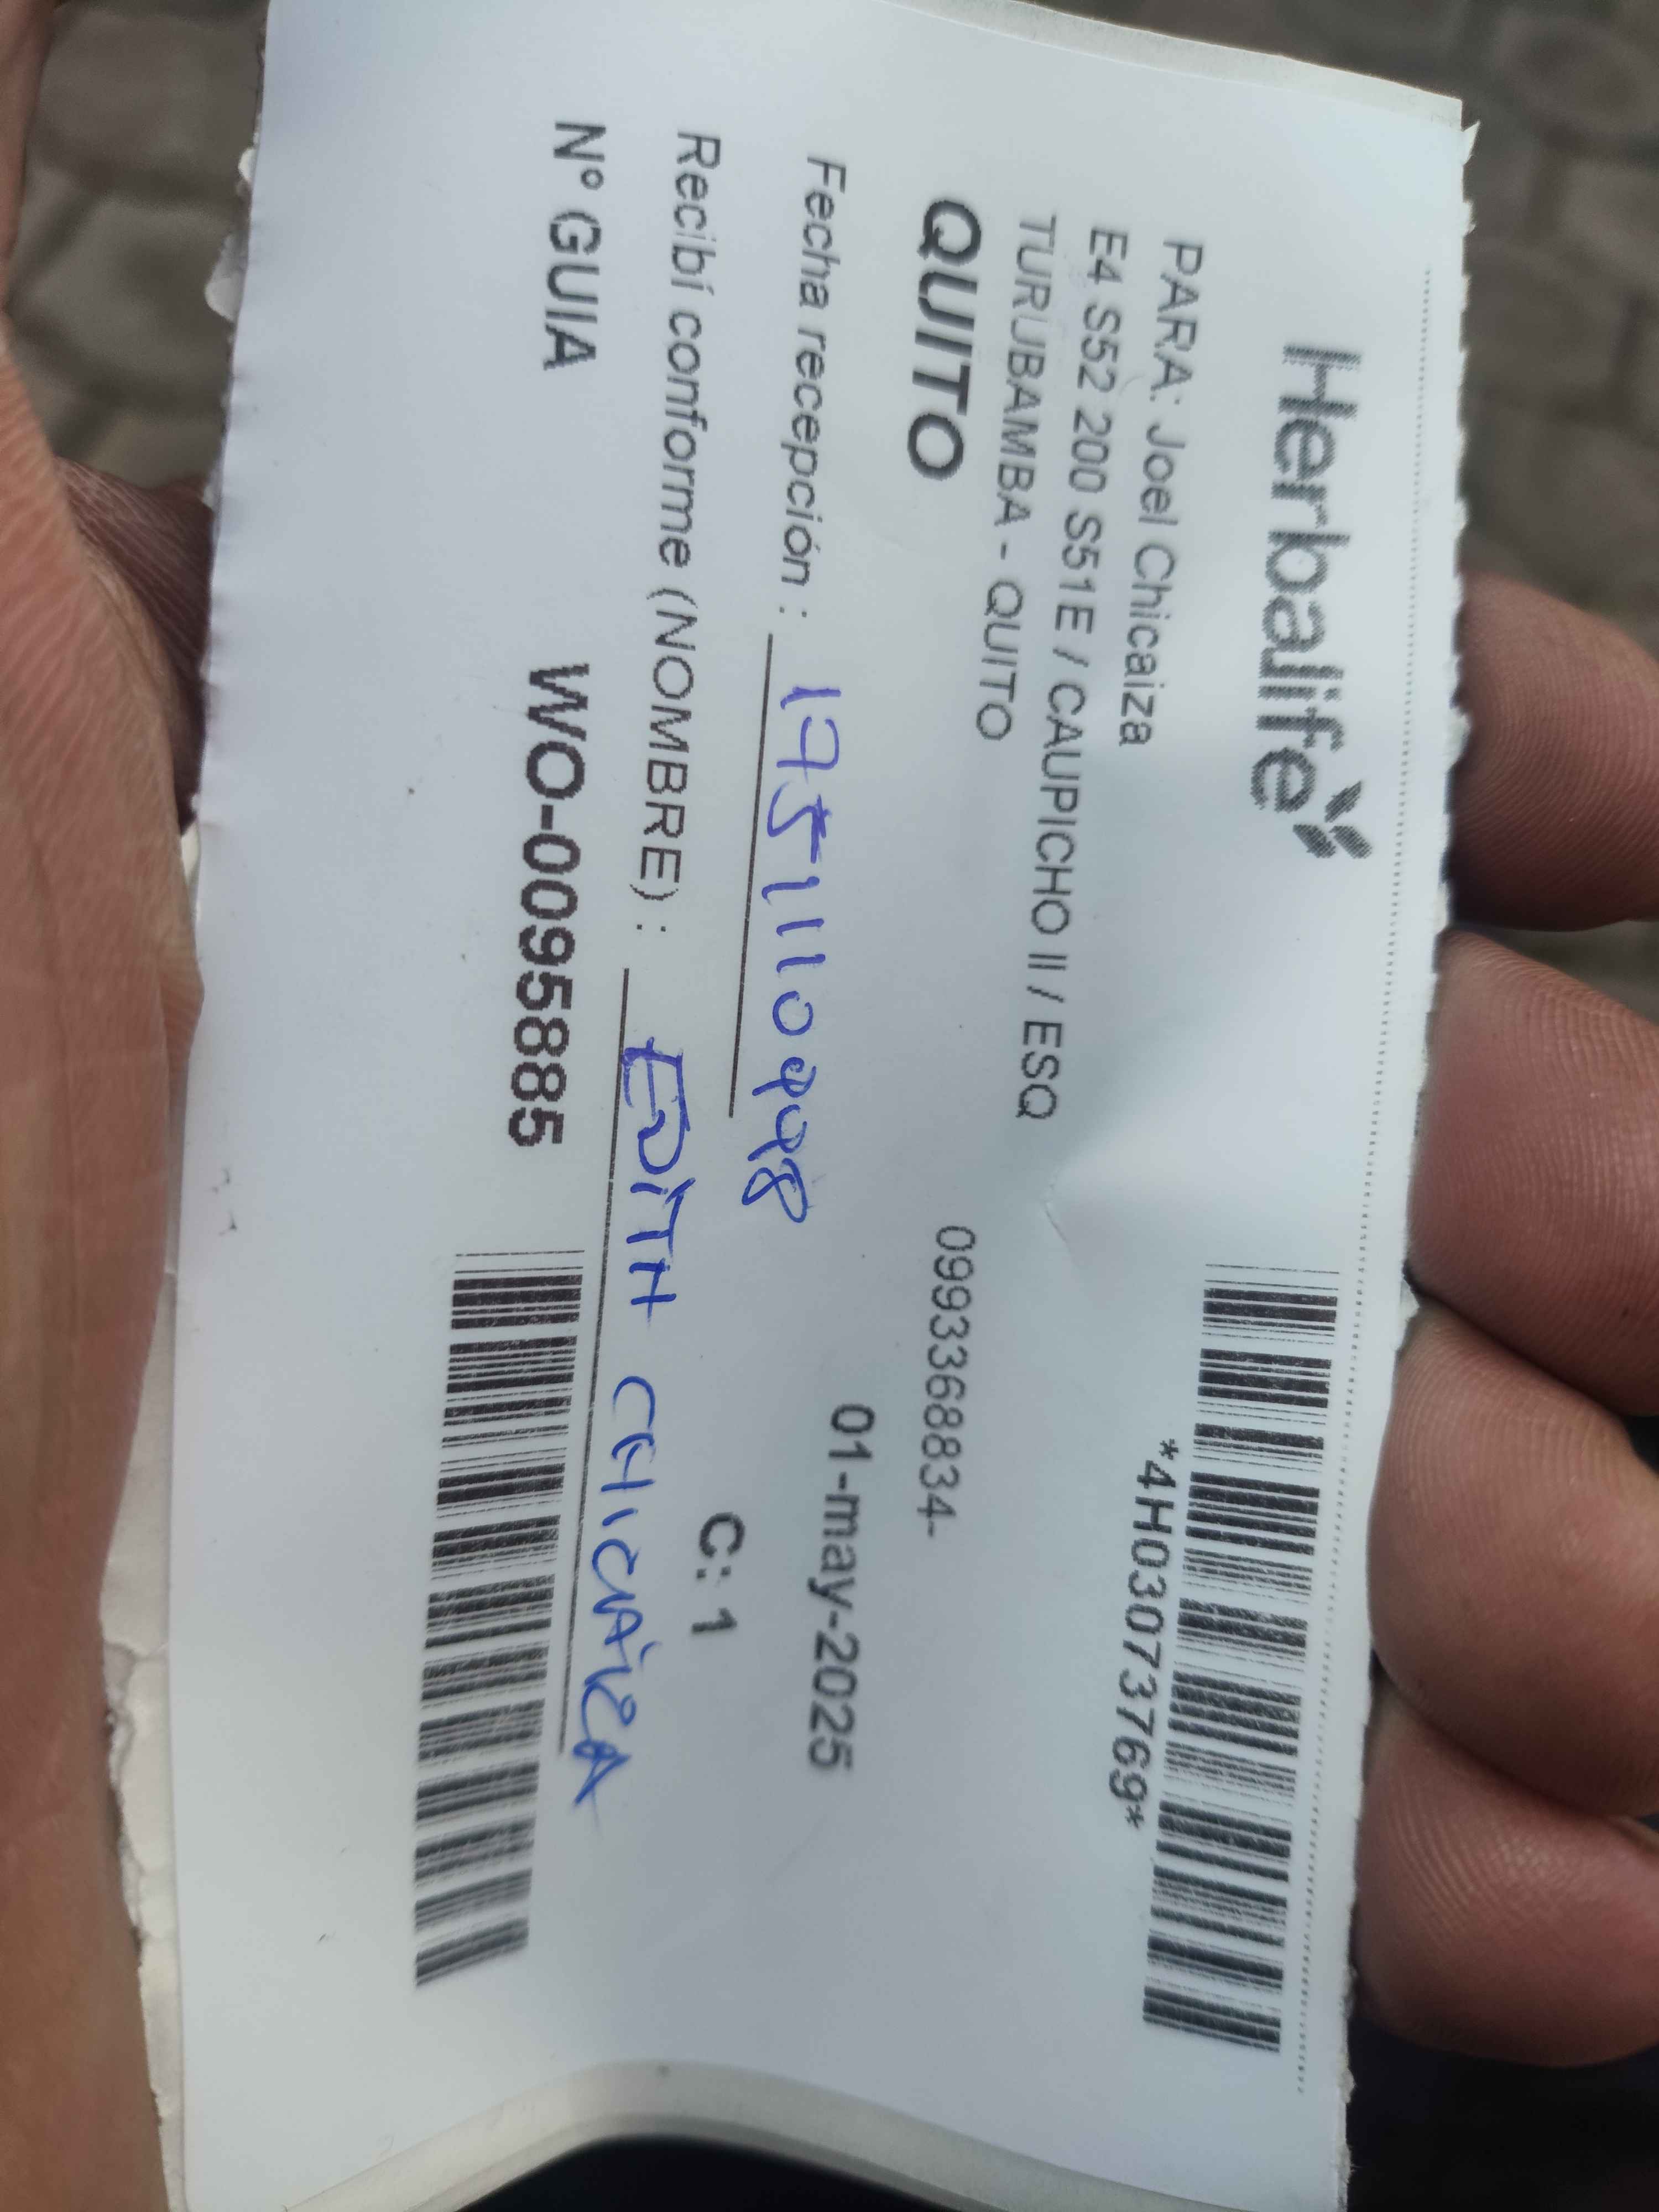 Herbalife
*4H03073769*
PARA: Joel Chicaiza
E4 S52 200 S51E / CAUPICHO II / ESQ
TURUBAMBA - QUITO
QUITO 0993368834-
01-may-2025
Fecha recepción : 1751110998
C: 1
Recibí conforme (NOMBRE) : EDITH CHICAIZA
Nº GUIA WO-0095885